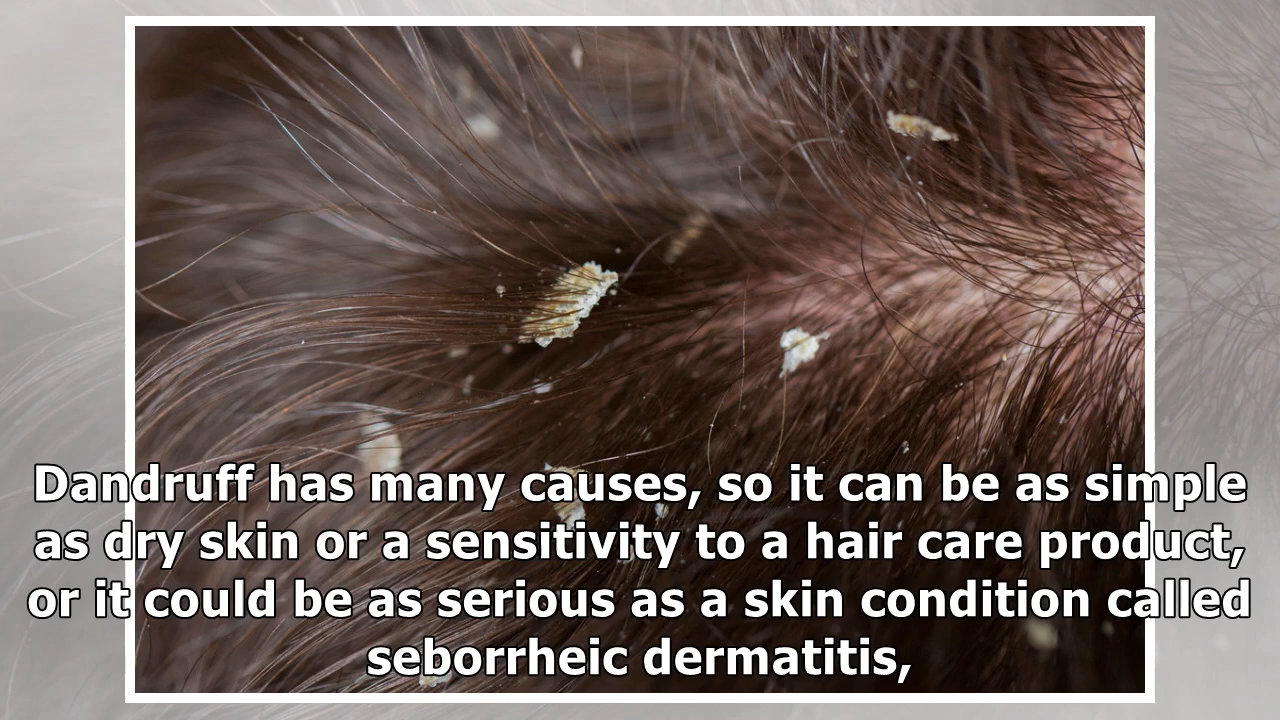 Dandruff has many causes, so it can be as simple
as dry skin or a sensitivity to a hair care product,
or it could be as serious as a skin condition called
seborrheic dermatitis,